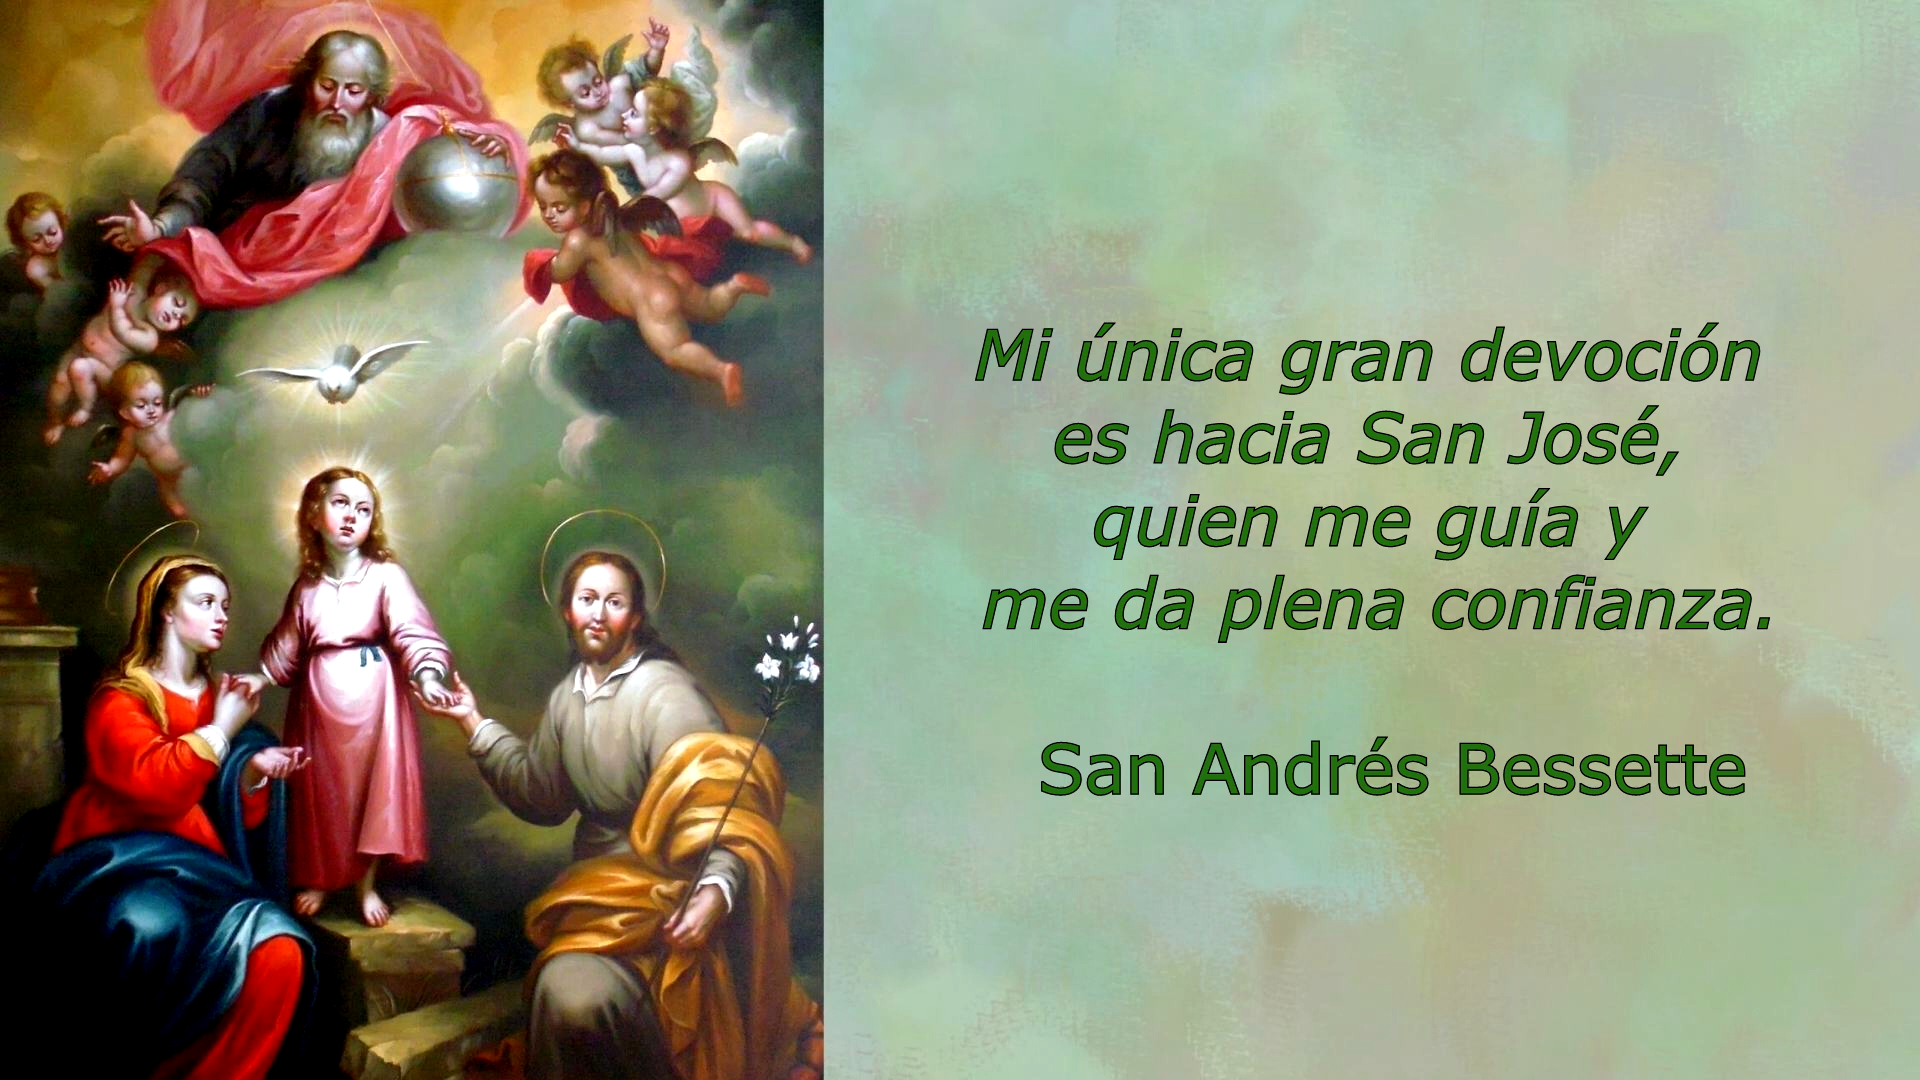 Mi única gran devoción
es hacia San José,
quien me guía y
me da plena confianza.
San Andrés Bessette